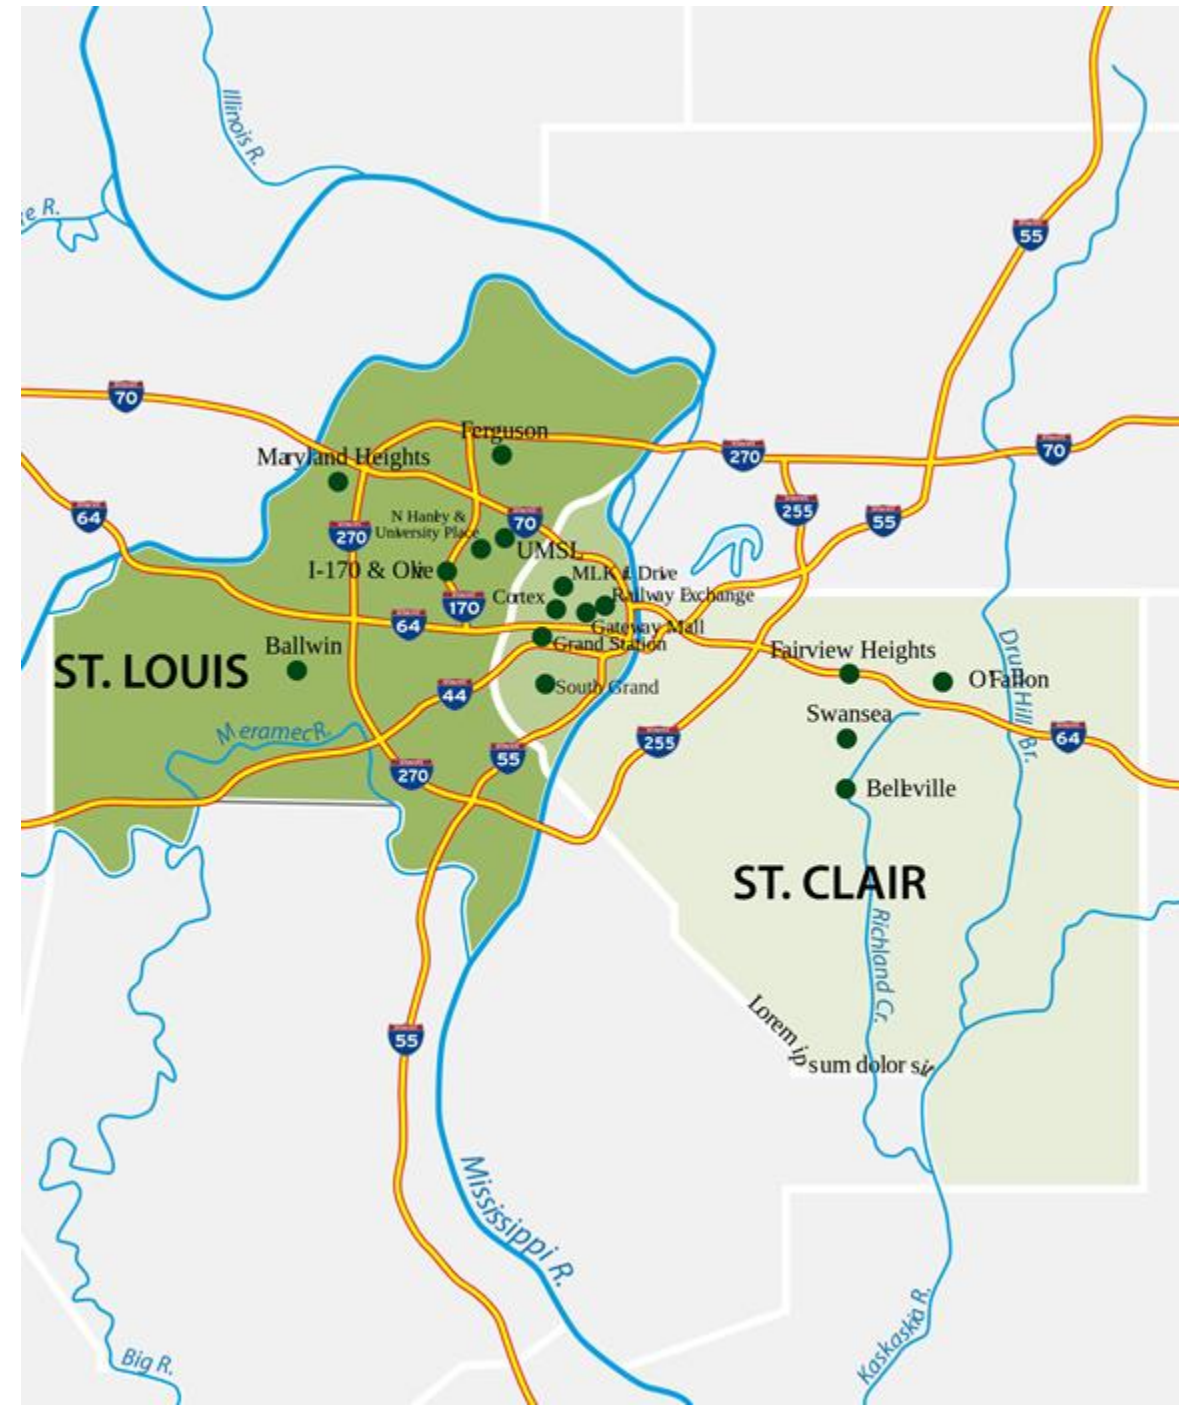 Illinois R.
e R.
55
70
Ferguson
Maryland Heights
270
70
64
270
N Hanley &
University Place
70
255
55
UMSL
I-170 & Olive
MLK & Drive
Cortex
Railway Exchange
170
64
Gateway Mall
Grand Station
Ballwin
ST. LOUIS
Fairview Heights
O'Fallon
44
South Grand
Swansea
Meramec R.
255
64
Drum Hill Br.
55
270
Belleville
ST. CLAIR
Richland Cr.
Lorem ipsum dolor sit
55
Mississippi R.
Kaskaskia R.
Big R.